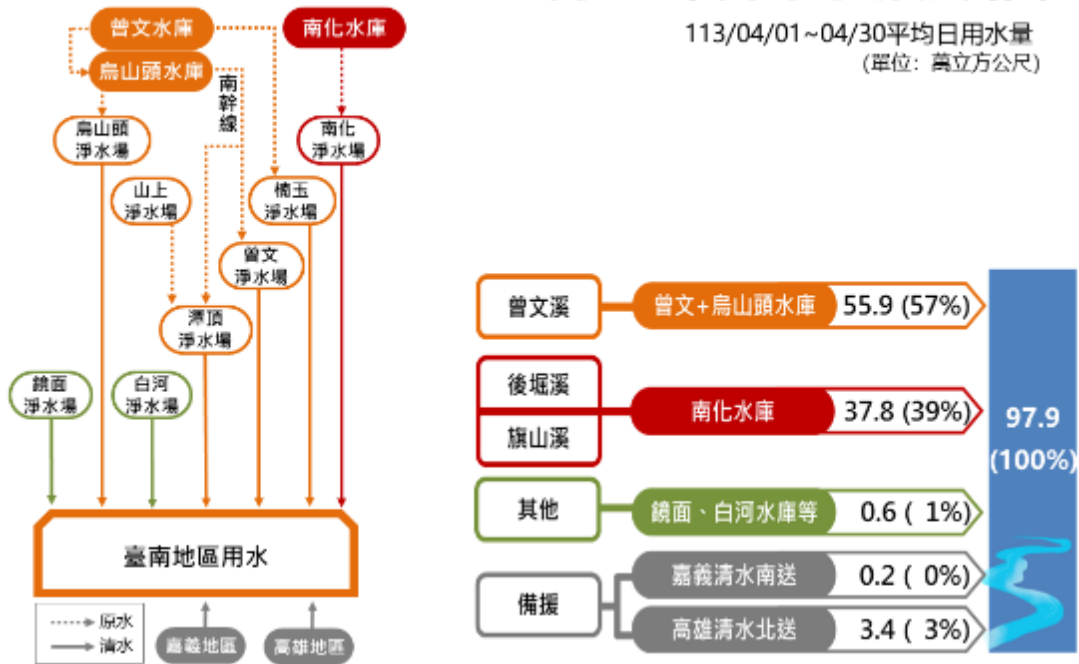 113/04/01~04/30平均日用水量
(單位: 萬立方公尺)
曾文水庫
南化水庫
烏山頭水庫
南幹線
烏山頭
淨水場
南化
淨水場
山上
淨水場
楠玉
淨水場
曾文
淨水場
潭頂
淨水場
鏡面
淨水場
白河
淨水場
臺南地區用水
原水
清水
嘉義地區
高雄地區
曾文溪
曾文+烏山頭水庫
55.9 (57%)
後堀溪
旗山溪
南化水庫
37.8 (39%)
其他
鏡面、白河水庫等
0.6 ( 1%)
備援
嘉義清水南送
0.2 ( 0%)
高雄清水北送
3.4 ( 3%)
97.9
(100%)